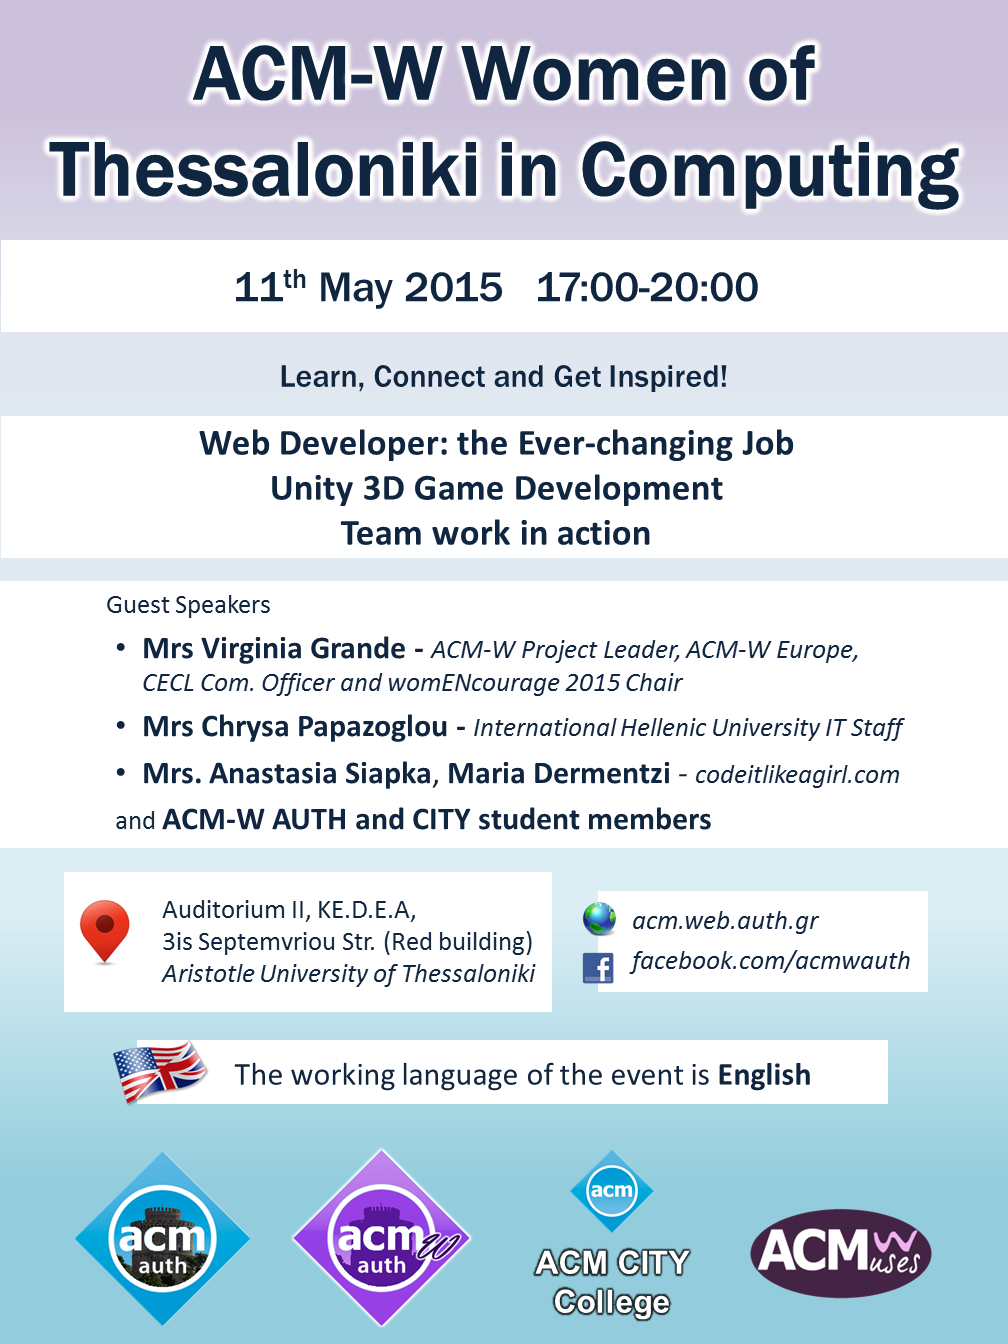 ACM-W Women of
Thessaloniki in Computing
11th May 2015 17:00-20:00
Learn, Connect and Get Inspired!
Web Developer: the Ever-changing Job
Unity 3D Game Development
Team work in action
Guest Speakers
• Mrs Virginia Grande - ACM-W Project Leader, ACM-W Europe,
CECL Com. Officer and womENcourage 2015 Chair
• Mrs Chrysa Papazoglou - International Hellenic University IT Staff
• Mrs. Anastasia Siapka, Maria Dermentzi - codeitlikeagirl.com
and ACM-W AUTH and CITY student members
Auditorium II, KE.D.E.A,
3is Septemvriou Str. (Red building)
Aristotle University of Thessaloniki
acm.web.auth.gr
f facebook.com/acmwauth
The working language of the event is English
acm
auth
acm W
auth
acm
ACM CITY
College
ACM W
uses